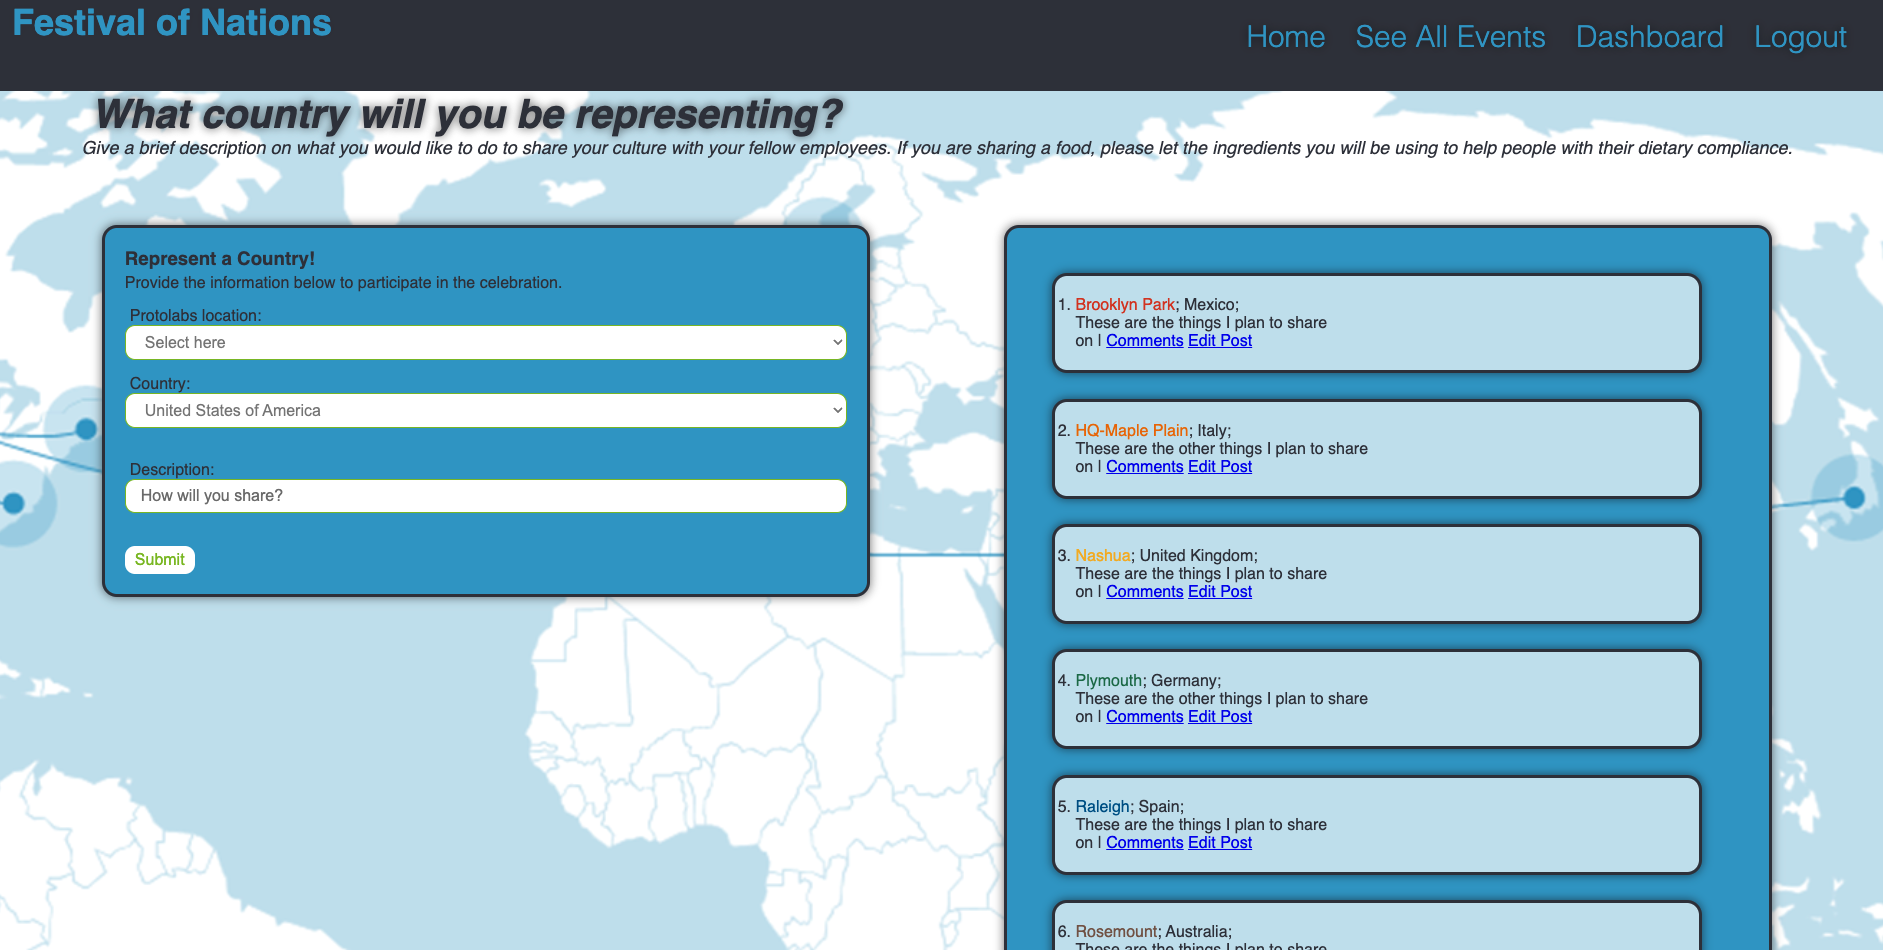 Festival of Nations
Home See All Events Dashboard Logout
What country will you be representing?
Give a brief description on what you would like to do to share your culture with your fellow employees. If you are sharing a food, please let the ingredients you will be using to help people with their dietary compliance.
Represent a Country!
Provide the information below to participate in the celebration.
Protolabs location:
Select here
Country:
United States of America
Description:
How will you share?
Submit
1. Brooklyn Park; Mexico;
These are the things I plan to share
on | Comments Edit Post
2. HQ-Maple Plain; Italy;
These are the other things I plan to share
on | Comments Edit Post
3. Nashua; United Kingdom;
These are the things I plan to share
on | Comments Edit Post
4. Plymouth; Germany;
These are the other things I plan to share
on | Comments Edit Post
5. Raleigh; Spain;
These are the things I plan to share
on | Comments Edit Post
6. Rosemount; Australia;
These are the things I plan to share